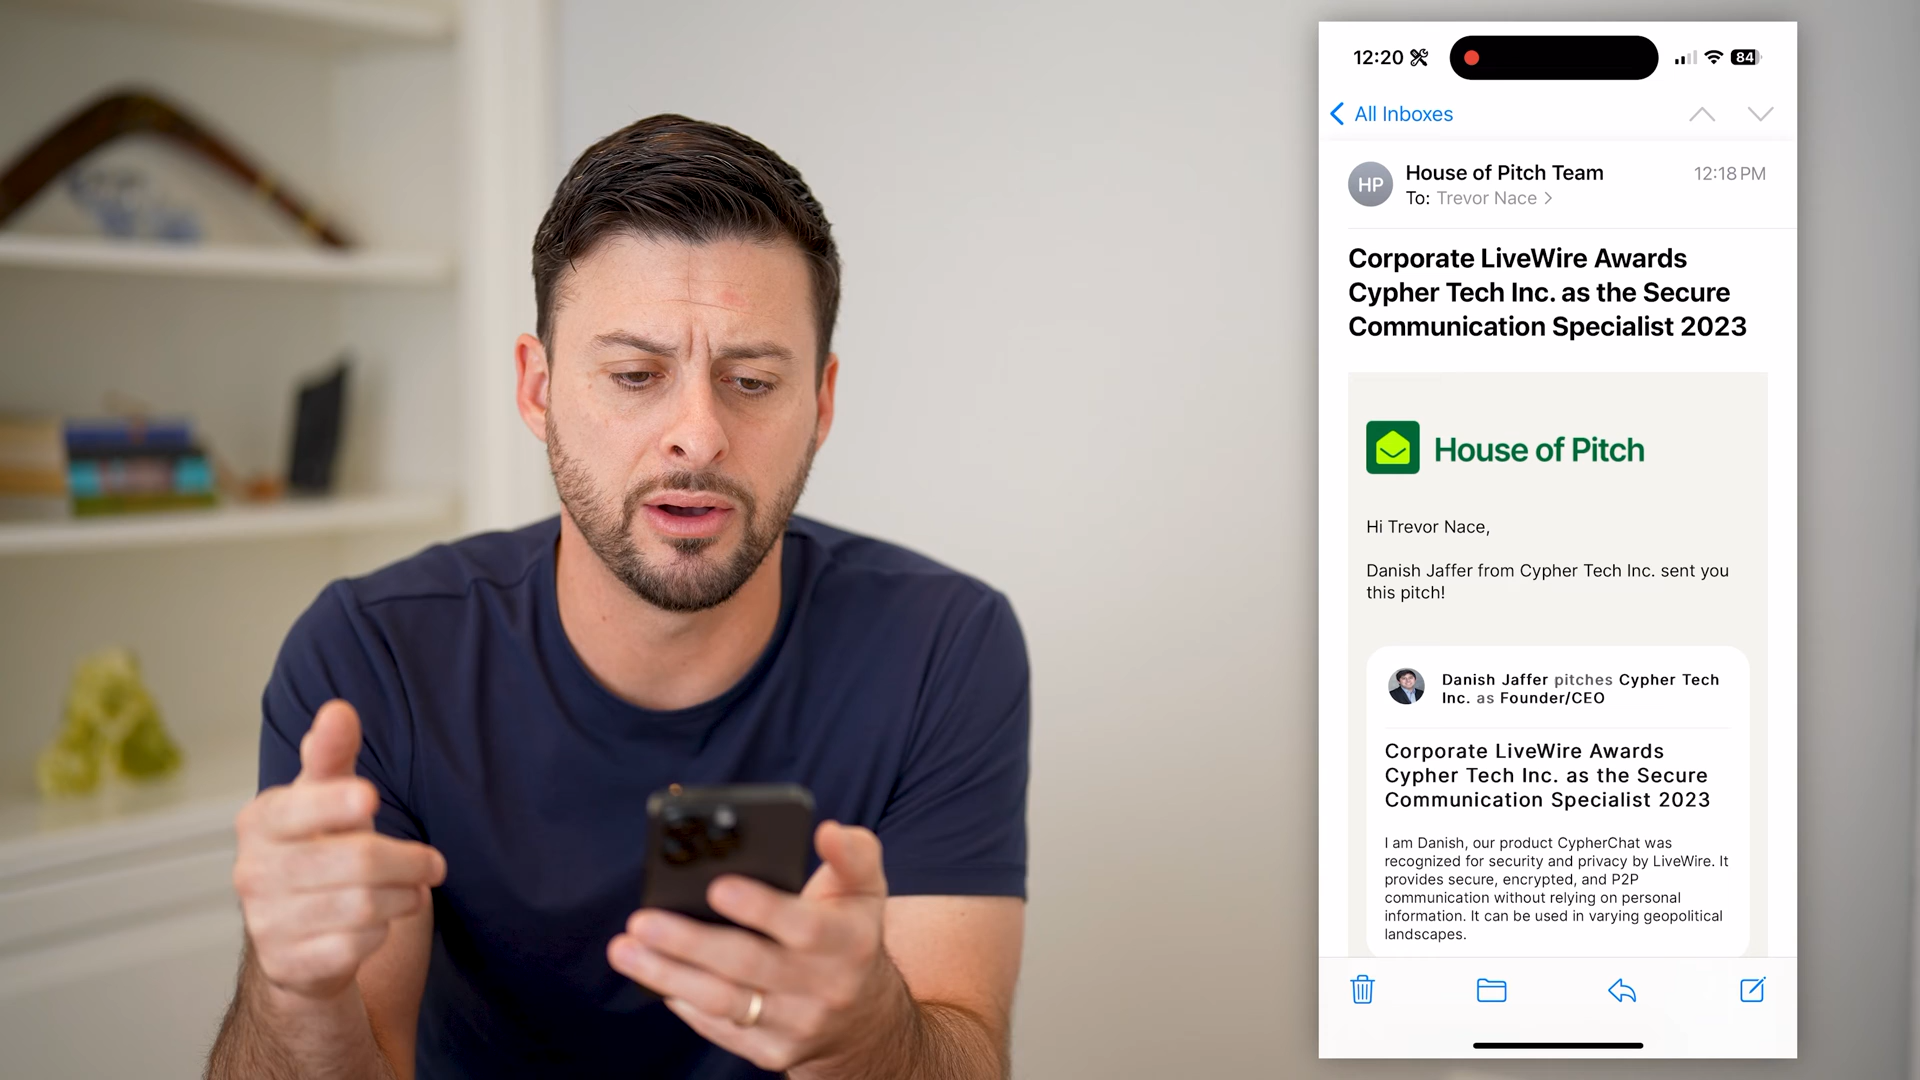 12:20
84
All Inboxes
HP
House of Pitch Team
12:18 PM
To: Trevor Nace
Corporate LiveWire Awards
Cypher Tech Inc. as the Secure
Communication Specialist 2023
House of Pitch
Hi Trevor Nace,
Danish Jaffer from Cypher Tech Inc. sent you
this pitch!
Danish Jaffer pitches Cypher Tech
Inc. as Founder/CEO
Corporate LiveWire Awards
Cypher Tech Inc. as the Secure
Communication Specialist 2023
I am Danish, our product CypherChat was
recognized for security and privacy by LiveWire. It
provides secure, encrypted, and P2P
communication without relying on personal
information. It can be used in varying geopolitical
landscapes.